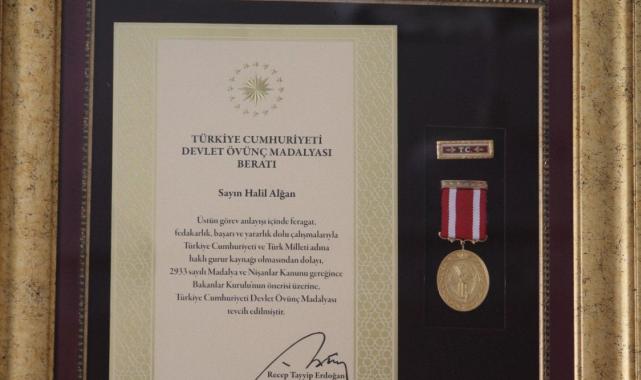 TÜRKİYE CUMHURİYETİ
DEVLET ÖVÜNÇ MADALYASI
BERATI
Sayın Halil Alğan
Üstün görev anlayışı içinde feragat,
fedakarlık, başarı ve yararlık dolu çalışmalarıyla
Türkiye Cumhuriyeti ve Türk Milleti adına
haklı gurur kaynağı olmasından dolayı,
2933 sayılı Madalya ve Nişanlar Kanunu gereğince
Bakanlar Kurulu'nun önerisi üzerine,
Türkiye Cumhuriyeti Devlet Övünç Madalyası
tevcih edilmiştir.
Recep Tayyip Erdoğan
T.C.